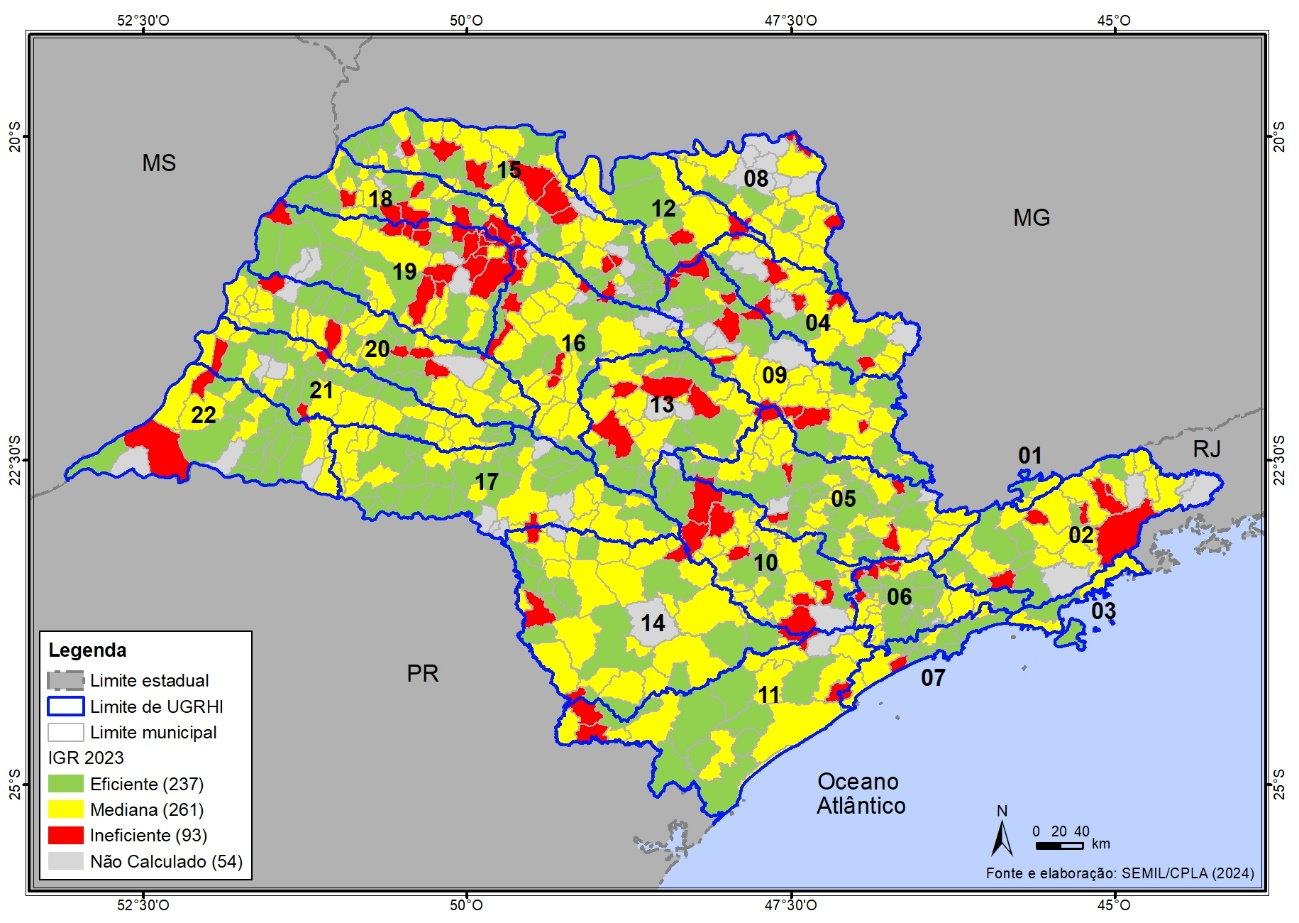 52°30'O 50°O 47°30'O 45°O
20°S 20°S
MS
15
08
18
12
MG
19
04
16
20
09
21
13
22
22°30'S 22°30'S
RJ
01
17
05
02
10
06
03
14
07
11
PR
Oceano
Atlântico
25°S 25°S
Legenda
Limite estadual
Limite de UGRHI
Limite municipal
IGR 2023
Eficiente (237)
Mediana (261)
Ineficiente (93)
Não Calculado (54)
N
0 20 40
km
Fonte e elaboração: SEMIL/CPLA (2024)
52°30'O 50°O 47°30'O 45°O